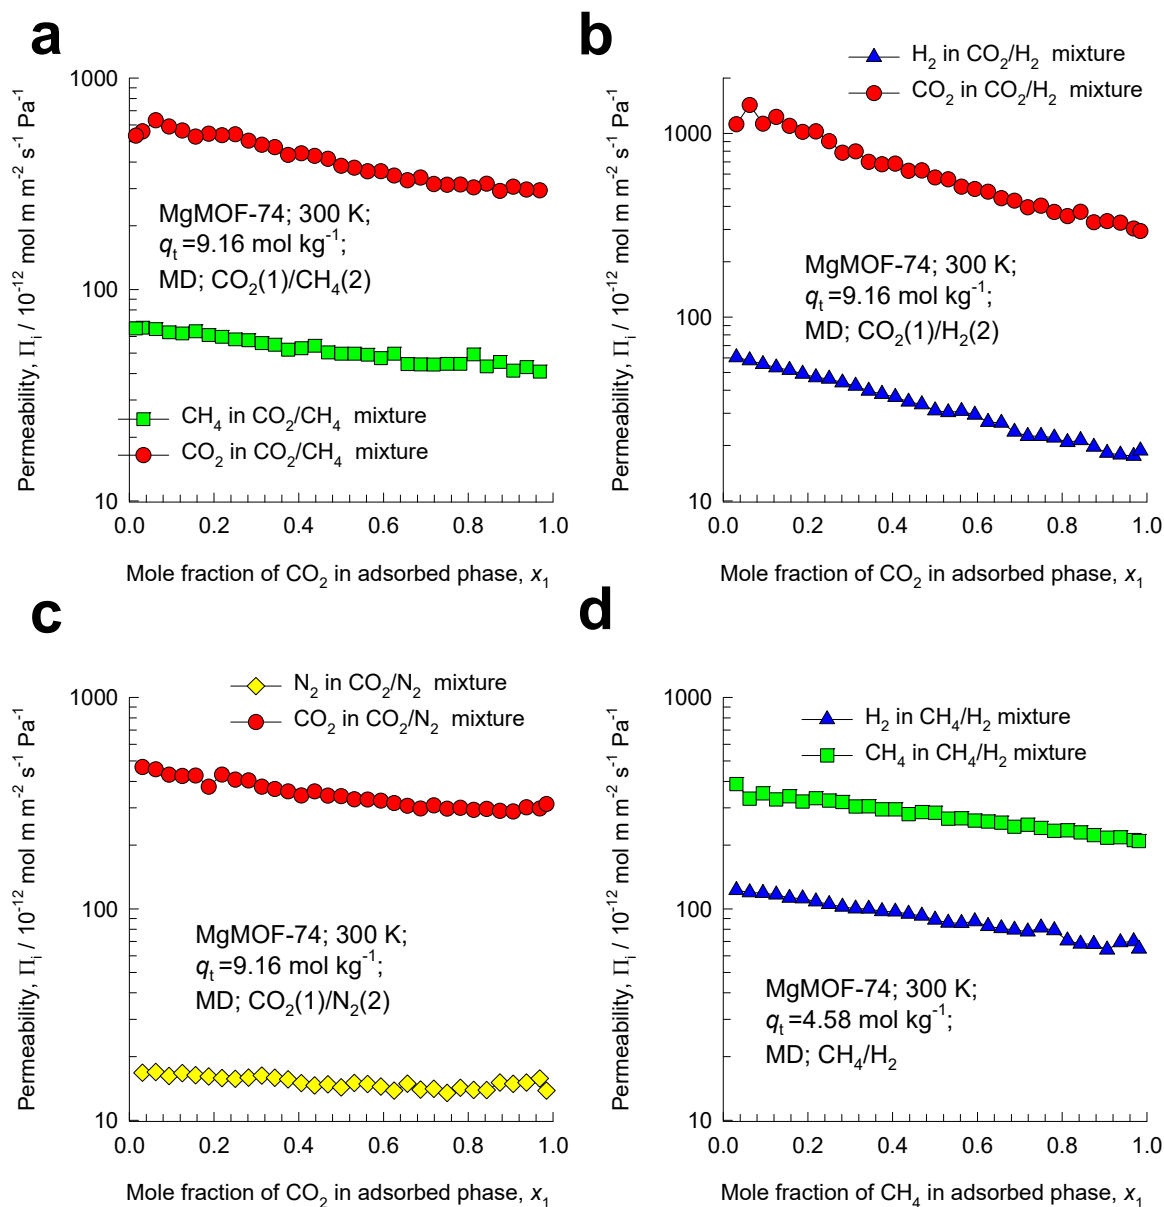 a
1000
100
10
Permeability, Πi / 10-12 mol m m-2 s-1 Pa-1
MgMOF-74; 300 K;
qt =9.16 mol kg-1;
MD; CO2(1)/CH4(2)
CH4 in CO2/CH4 mixture
CO2 in CO2/CH4 mixture
0.0 0.2 0.4 0.6 0.8 1.0
Mole fraction of CO2 in adsorbed phase, x1
b
H2 in CO2/H2 mixture
CO2 in CO2/H2 mixture
1000
100
10
Permeability, Πi / 10-12 mol m m-2 s-1 Pa-1
MgMOF-74; 300 K;
qt =9.16 mol kg-1;
MD; CO2(1)/H2(2)
0.0 0.2 0.4 0.6 0.8 1.0
Mole fraction of CO2 in adsorbed phase, x1
c
N2 in CO2/N2 mixture
CO2 in CO2/N2 mixture
1000
100
10
Permeability, Πi / 10-12 mol m m-2 s-1 Pa-1
MgMOF-74; 300 K;
qt =9.16 mol kg-1;
MD; CO2(1)/N2(2)
0.0 0.2 0.4 0.6 0.8 1.0
Mole fraction of CO2 in adsorbed phase, x1
d
1000
100
10
Permeability, Πi / 10-12 mol m m-2 s-1 Pa-1
H2 in CH4/H2 mixture
CH4 in CH4/H2 mixture
MgMOF-74; 300 K;
qt =4.58 mol kg-1;
MD; CH4/H2
0.0 0.2 0.4 0.6 0.8 1.0
Mole fraction of CH4 in adsorbed phase, x1